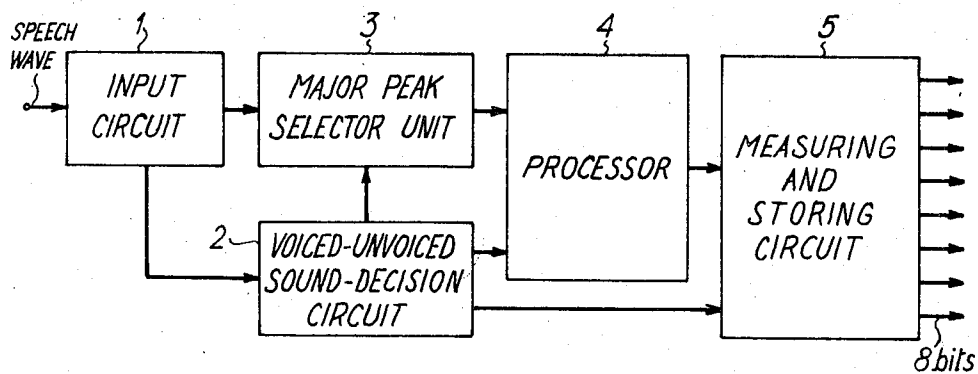 SPEECH
WAVE
1
INPUT
CIRCUIT
3
MAJOR PEAK
SELECTOR UNIT
4
PROCESSOR
5
MEASURING
AND
STORING
CIRCUIT
2
VOICED-UNVOICED
SOUND-DECISION
CIRCUIT
8bits